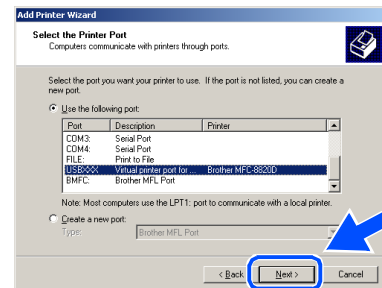 Add Printer Wizard
Select the Printer Port
Computers communicate with printers through ports.
Select the port you want your printer to use. If the port is not listed, you can create a
new port.
Use the following port:
Port Description Printer
COM3: Serial Port
COM4: Serial Port
FILE: Print to File
USBXXX Virtual printer port for ... Brother MFC-8820D
BMFC: Brother MFL Port
Note: Most computers use the LPT1: port to communicate with a local printer.
Create a new port:
Type: Brother MFL Port
< Back Next > Cancel